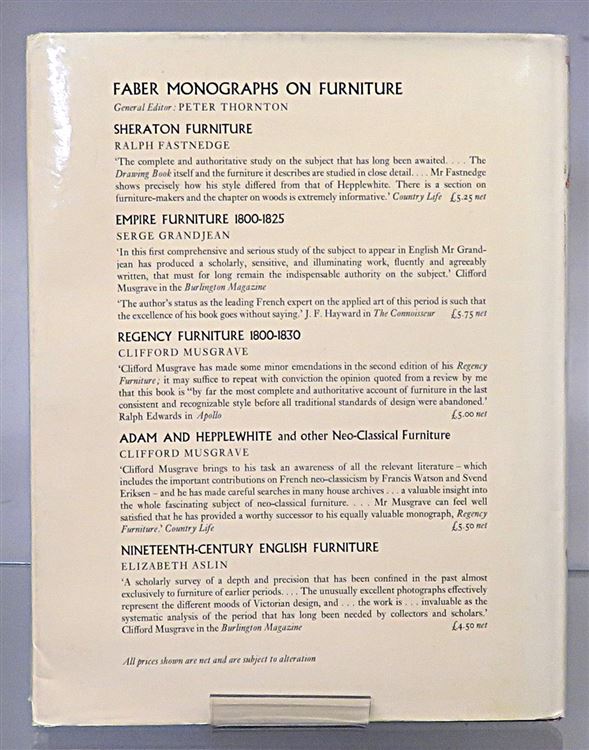 FABER MONOGRAPHS ON FURNITURE
General Editor: PETER THORNTON
SHERATON FURNITURE
RALPH FASTNEDGE
'The complete and authoritative study on the subject that has long been awaited. . . . The
Drawing Book itself and the furniture it describes are studied in close detail. . . . Mr Fastnedge
shows precisely how his style differed from that of Hepplewhite. There is a section on
furniture-makers and the chapter on woods is extremely informative.' Country Life £5.25 net
EMPIRE FURNITURE 1800-1825
SERGE GRANDJEAN
'In this first comprehensive and serious study of the subject to appear in English Mr Grand-
jean has produced a scholarly, sensitive, and illuminating work, fluently and agreeably
written, that must for long remain the indispensable authority on the subject.' Clifford
Musgrave in the Burlington Magazine
'The author's status as the leading French expert on the applied art of this period is such that
the excellence of his book goes without saying.' J. F. Hayward in The Connoisseur £5.75 net
REGENCY FURNITURE 1800-1830
CLIFFORD MUSGRAVE
'Clifford Musgrave has made some minor emendations in the second edition of his Regency
Furniture; it may suffice to repeat with conviction the opinion quoted from a review by me
that this book is "by far the most complete and authoritative account of furniture in the last
consistent and recognizable style before all traditional standards of design were abandoned.'
Ralph Edwards in Apollo £5.00 net
ADAM AND HEPPLEWHITE and other Neo-Classical Furniture
CLIFFORD MUSGRAVE
'Clifford Musgrave brings to his task an awareness of all the relevant literature – which
includes the important contributions on French neo-classicism by Francis Watson and Svend
Eriksen – and he has made careful searches in many house archives . . . a valuable insight into
the whole fascinating subject of neo-classical furniture. . . . Mr Musgrave can feel well
satisfied that he has provided a worthy successor to his equally valuable monograph, Regency
Furniture.' Country Life £5.50 net
NINETEENTH-CENTURY ENGLISH FURNITURE
ELIZABETH ASLIN
'A scholarly survey of a depth and precision that has been confined in the past almost
exclusively to furniture of earlier periods. . . . The unusually excellent photographs effectively
represent the different moods of Victorian design, and . . . the work is . . . invaluable as the
systematic analysis of the period that has long been needed by collectors and scholars.'
Clifford Musgrave in the Burlington Magazine £4.50 net
All prices shown are net and are subject to alteration